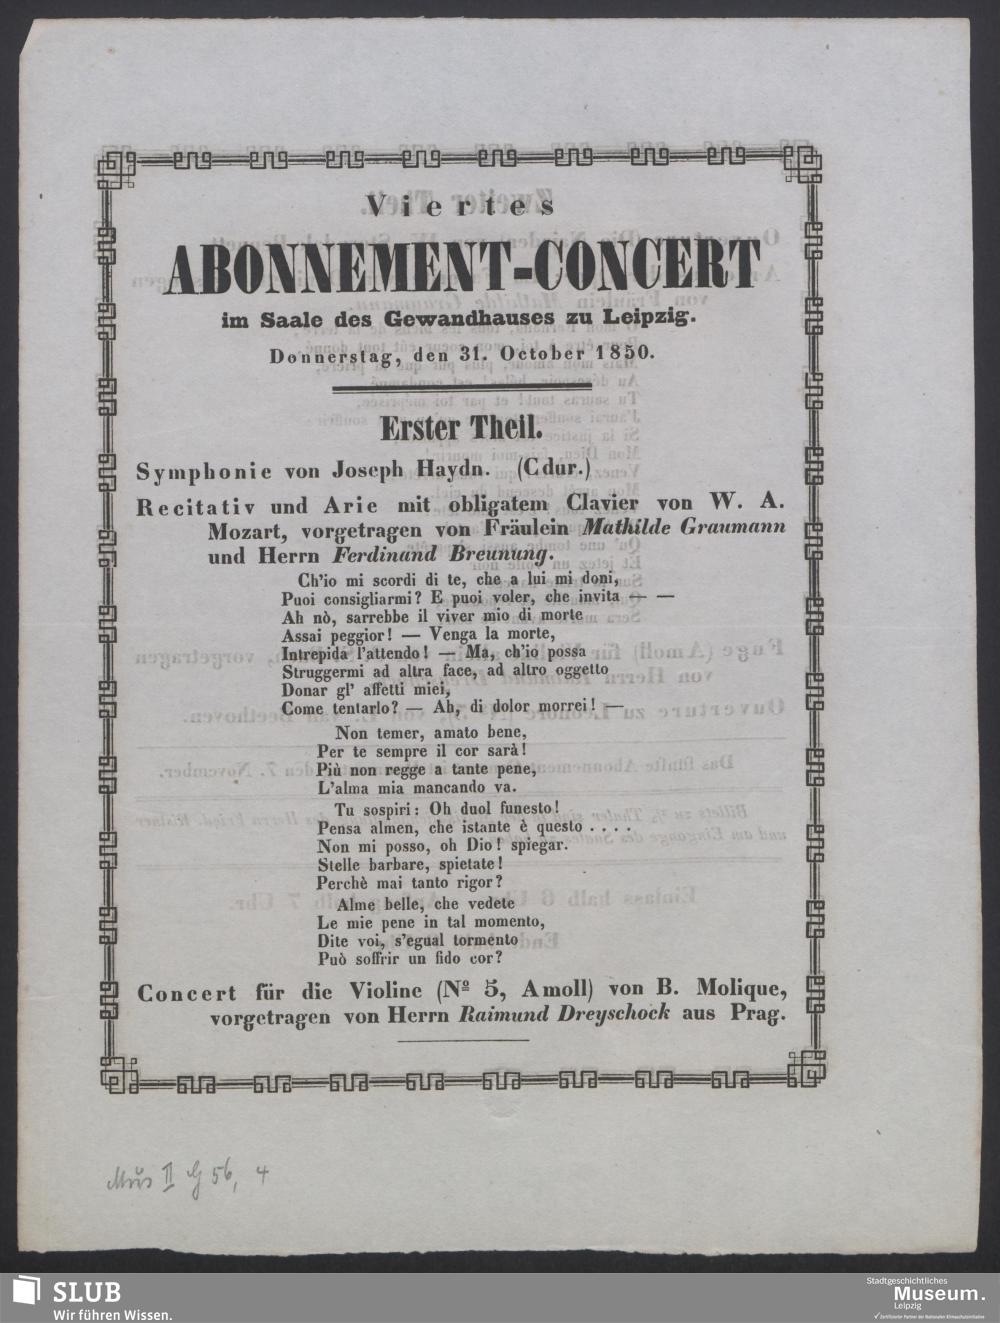 Viertes
ABONNEMENT-CONCERT
im Saale des Gewandhauses zu Leipzig.
Donnerstag, den 31. October 1850.
Erster Theil.
Symphonie von Joseph Haydn. (Cdur.)
Recitativ und Arie mit obligatem Clavier von W. A.
Mozart, vorgetragen von Fräulein Mathilde Graumann
und Herrn Ferdinand Breunung.
Ch'io mi scordi di te, che a lui mi doni,
Puoi consigliarmi? E puoi voler, che invita — —
Ah nò, sarrebbe il viver mio di morte
Assai peggior! — Venga la morte,
Intrepida l'attendo! — Ma, ch'io possa
Struggermi ad altra face, ad altro oggetto
Donar gl' affetti miei,
Come tentarlo? — Ah, di dolor morrei! —
Non temer, amato bene,
Per te sempre il cor sarà!
Più non regge a tante pene,
L'alma mia mancando va.
Tu sospiri: Oh duol funesto!
Pensa almen, che istante è questo . . . .
Non mi posso, oh Dio! spiegar.
Stelle barbare, spietate!
Perchè mai tanto rigor?
Alme belle, che vedete
Le mie pene in tal momento,
Dite voi, s'egual tormento
Può soffrir un fido cor?
Concert für die Violine (Nº 5, Amoll) von B. Molique,
vorgetragen von Herrn Raimund Dreyschock aus Prag.
Mus II G 56, 4
SLUB
Wir führen Wissen.
Stadtgeschichtliches
Museum.
Leipzig
Zertifizierter Partner der Nationalen Klimaschutzinitiative